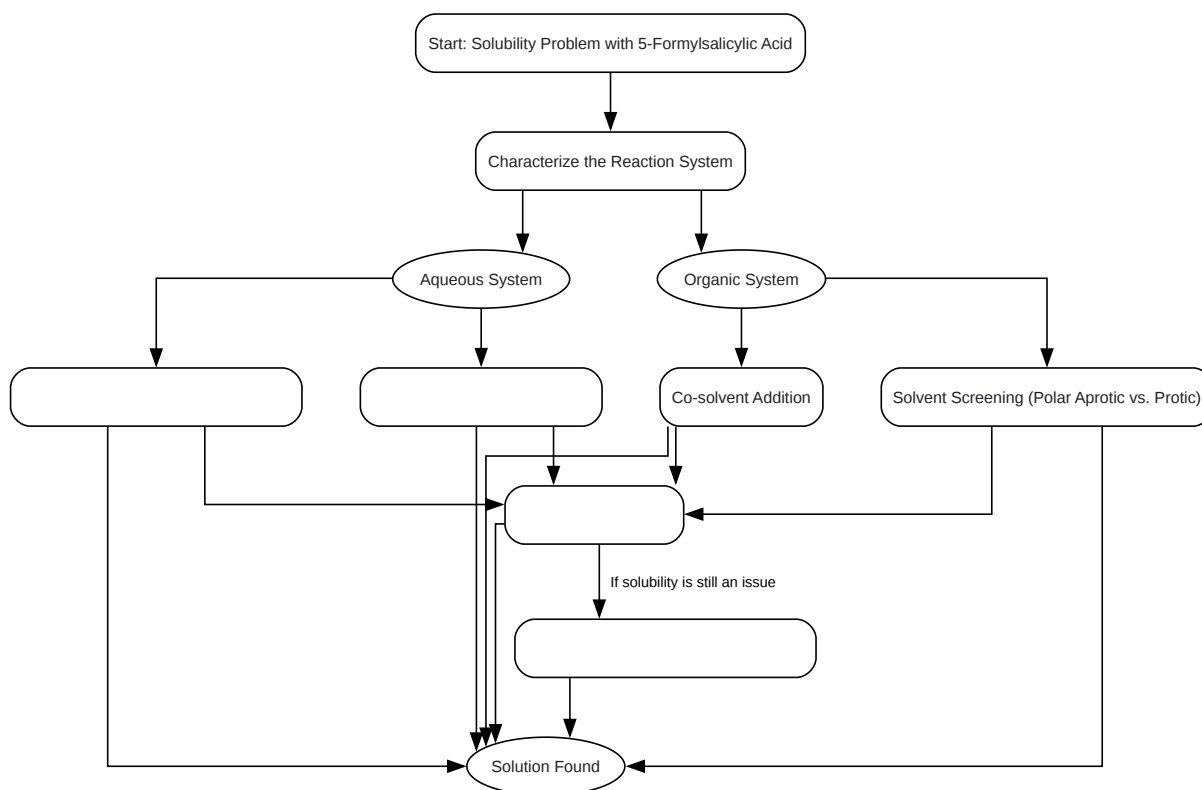 Start: Solubility Problem with 5-Formylsalicylic Acid
Characterize the Reaction System
Aqueous System
Organic System
Co-solvent Addition
Solvent Screening (Polar Aprotic vs. Protic)
If solubility is still an issue
Solution Found